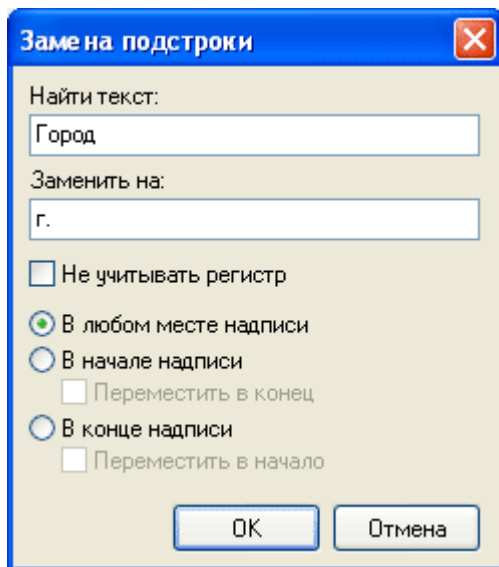 Замена подстроки
Найти текст:
Город
Заменить на:
г.
Не учитывать регистр
В любом месте надписи
В начале надписи
Переместить в конец
В конце надписи
Переместить в начало
OK Отмена